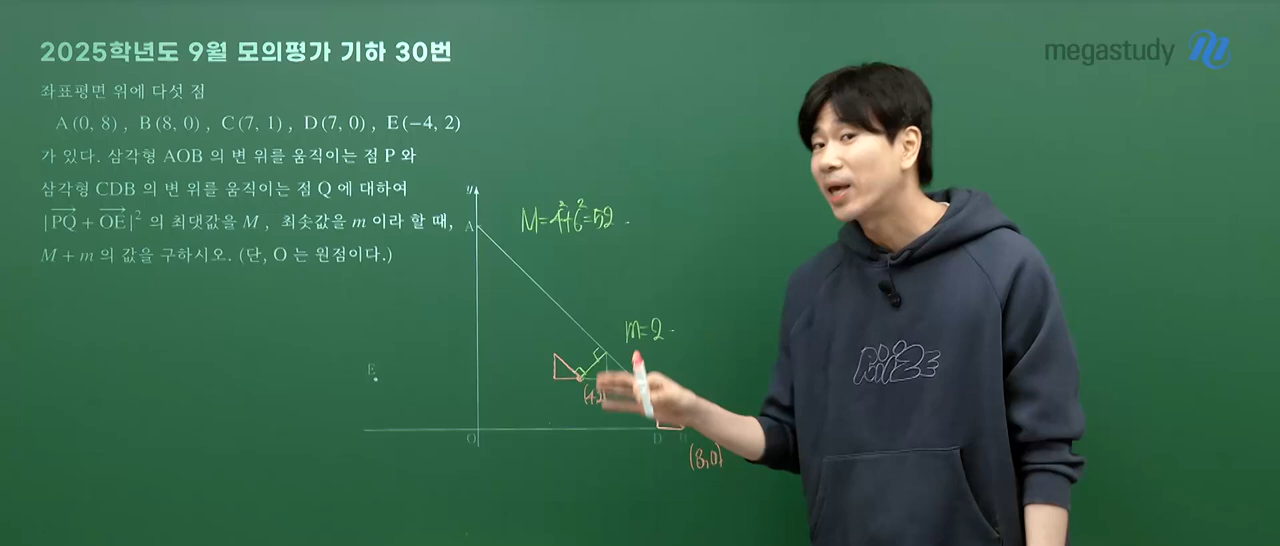 2025학년도 9월 모의평가 기하 30번
megastudy
좌표평면 위에 다섯 점
A(0, 8), B(8, 0), C(7, 1), D(7, 0), E(−4, 2)
가 있다. 삼각형 AOB 의 변 위를 움직이는 점 P 와
삼각형 CDB 의 변 위를 움직이는 점 Q 에 대하여
|PQ + OE|² 의 최댓값을 M, 최솟값을 m 이라 할 때,
M + m 의 값을 구하시오. (단, O 는 원점이다.)
y
A
M=4²+6²=52
m=2
E
O
D
(8,0)
RIIZE